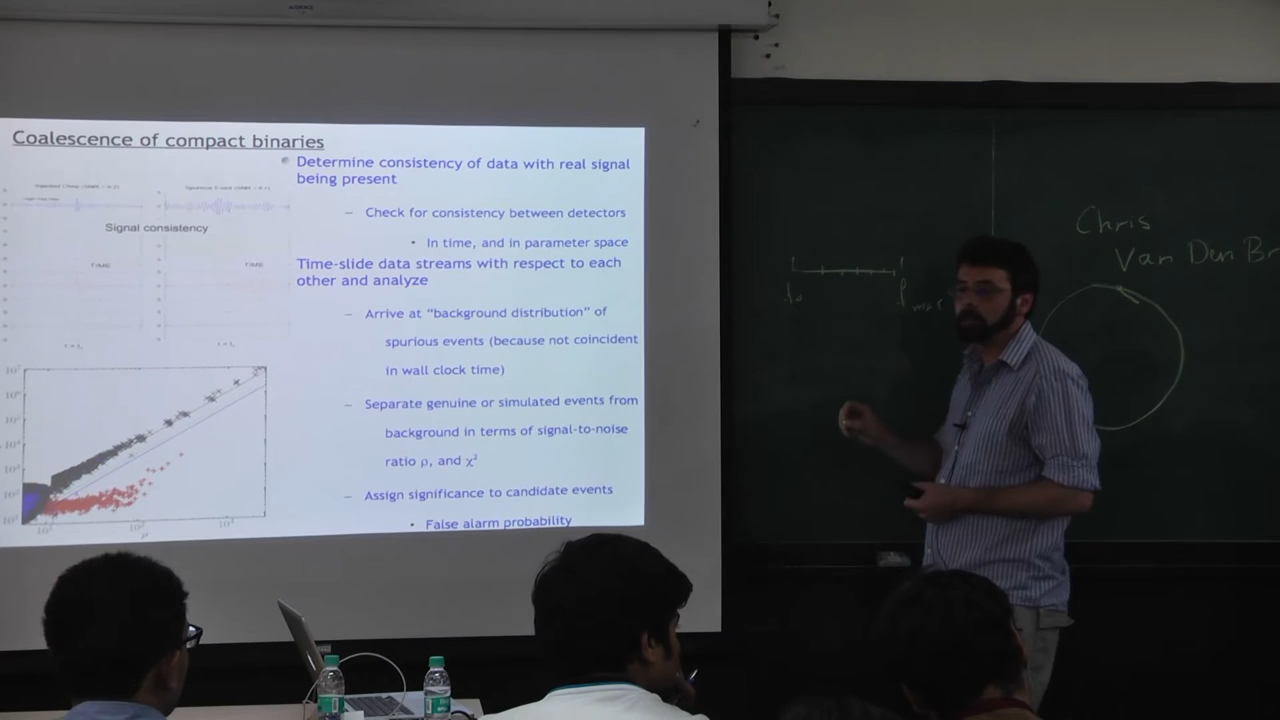 Coalescence of compact binaries
Signal consistency
TIME
TIME
Determine consistency of data with real signal
being present
– Check for consistency between detectors
• In time, and in parameter space
Time-slide data streams with respect to each
other and analyze
– Arrive at “background distribution” of
spurious events (because not coincident
in wall clock time)
– Separate genuine or simulated events from
background in terms of signal-to-noise
ratio ρ, and χ²
– Assign significance to candidate events
• False alarm probability
ρ
Chris
Van Den Br
f₀
f max